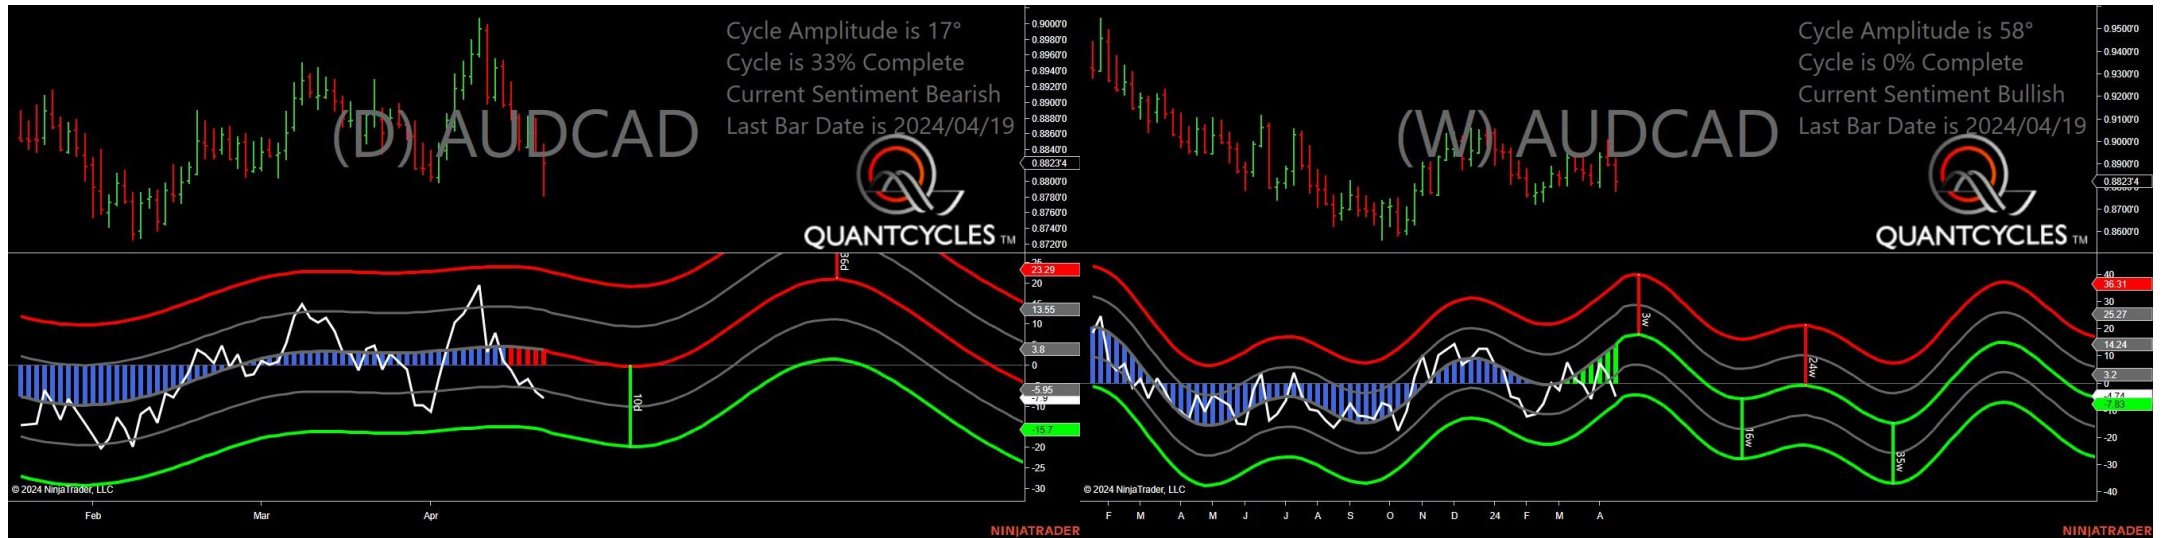 (D) AUDCAD
Cycle Amplitude is 17°
Cycle is 33% Complete
Current Sentiment Bearish
Last Bar Date is 2024/04/19
QUANTCYCLES TM
0.9000'0
0.8980'0
0.8960'0
0.8940'0
0.8920'0
0.8900'0
0.8880'0
0.8860'0
0.8840'0
0.8823'4
0.8800'0
0.8780'0
0.8760'0
0.8740'0
0.8720'0
36d
10d
25
23.29
20
15
13.55
10
3.8
0
-5.95
-7.9
-10
-15.7
-20
-25
-30
© 2024 NinjaTrader, LLC
Feb Mar Apr
NINJATRADER
(W) AUDCAD
Cycle Amplitude is 58°
Cycle is 0% Complete
Current Sentiment Bullish
Last Bar Date is 2024/04/19
QUANTCYCLES TM
0.9500'0
0.9400'0
0.9300'0
0.9200'0
0.9100'0
0.9000'0
0.8900'0
0.8823'4
0.8700'0
0.8600'0
3w
24w
16w
35w
40
36.31
30
25.27
20
14.24
10
3.2
0
-4.74
-7.83
-20
-30
-40
© 2024 NinjaTrader, LLC
F M A M J J A S O N D 24 F M A
NINJATRADER